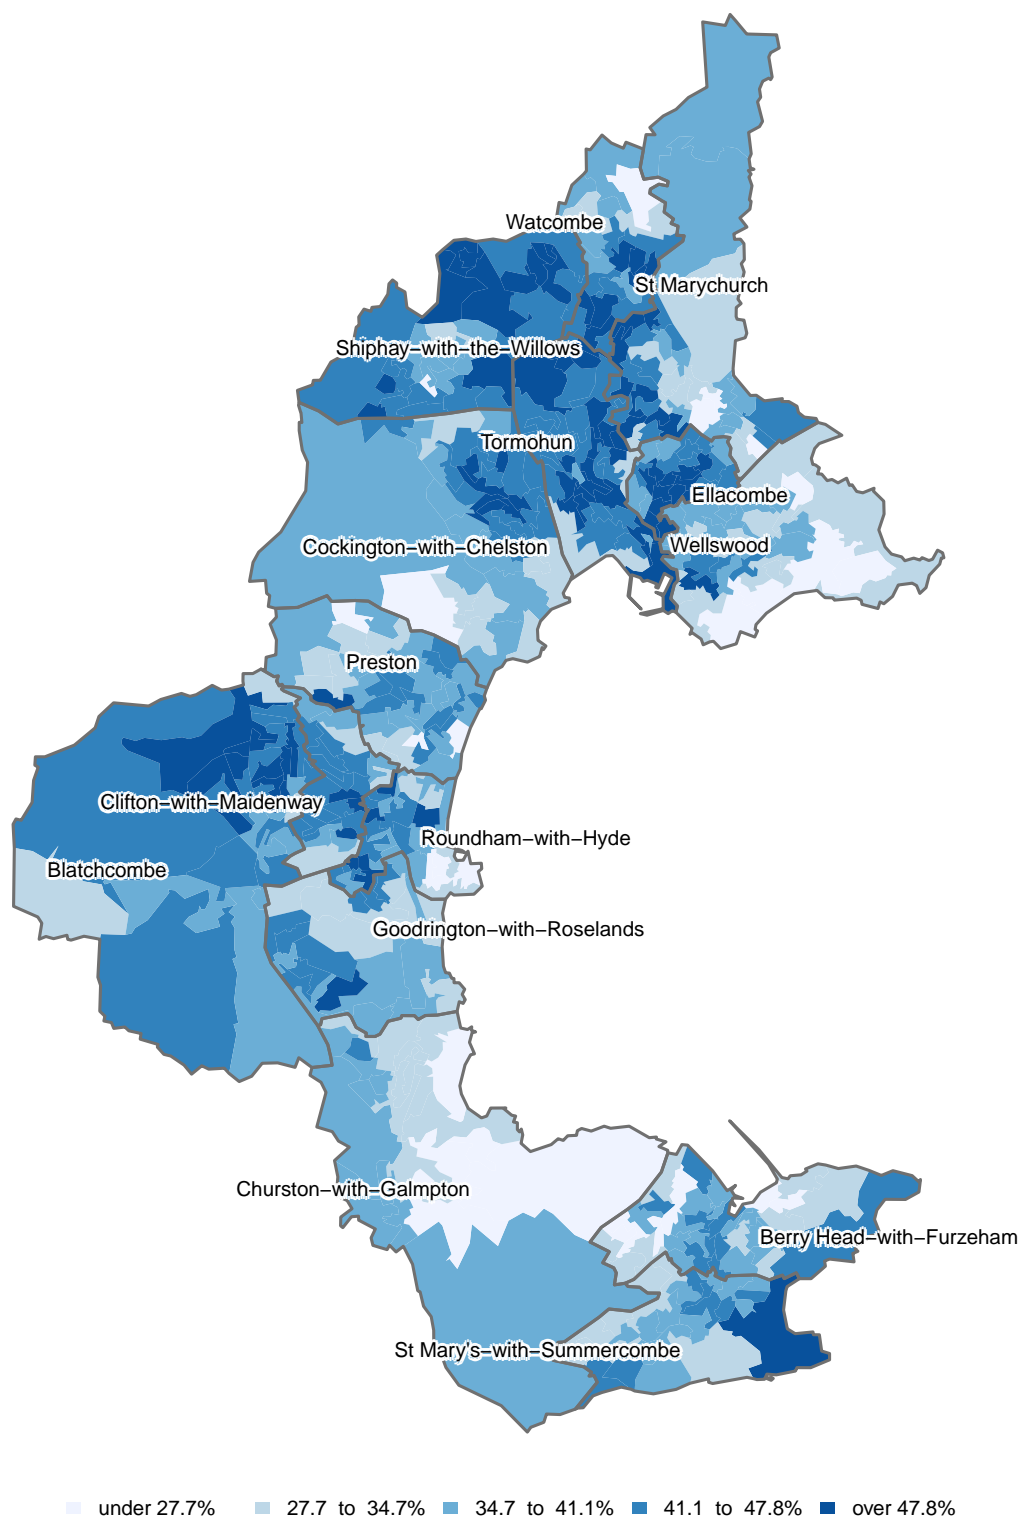 Watcombe
St Marychurch
Shiphay–with–the–Willows
Tormohun
Ellacombe
Cockington–with–Chelston
Wellswood
Preston
Clifton–with–Maidenway
Roundham–with–Hyde
Blatchcombe
Goodrington–with–Roselands
Churston–with–Galmpton
Berry Head–with–Furzeham
St Mary's–with–Summercombe
under 27.7% 27.7 to 34.7% 34.7 to 41.1% 41.1 to 47.8% over 47.8%